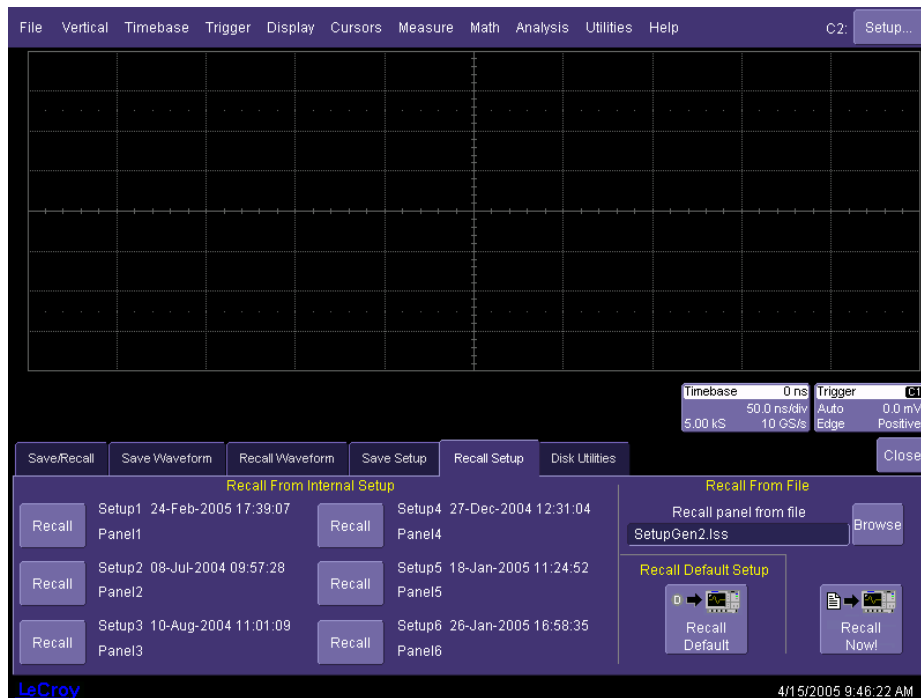 File Vertical Timebase Trigger Display Cursors Measure Math Analysis Utilities Help C2: Setup...
Timebase 0 ns
50.0 ns/div
5.00 kS 10 GS/s
Trigger C1
Auto 0.0 mV
Edge Positive
Save/Recall Save Waveform Recall Waveform Save Setup Recall Setup Disk Utilities Close
Recall From Internal Setup
Recall Setup1 24-Feb-2005 17:39:07
Panel1
Recall Setup2 08-Jul-2004 09:57:28
Panel2
Recall Setup3 10-Aug-2004 11:01:09
Panel3
Recall Setup4 27-Dec-2004 12:31:04
Panel4
Recall Setup5 18-Jan-2005 11:24:52
Panel5
Recall Setup6 26-Jan-2005 16:58:35
Panel6
Recall From File
Recall panel from file
SetupGen2.lss Browse
Recall Default Setup
D
Recall
Default
Recall
Now!
LeCroy 4/15/2005 9:46:22 AM